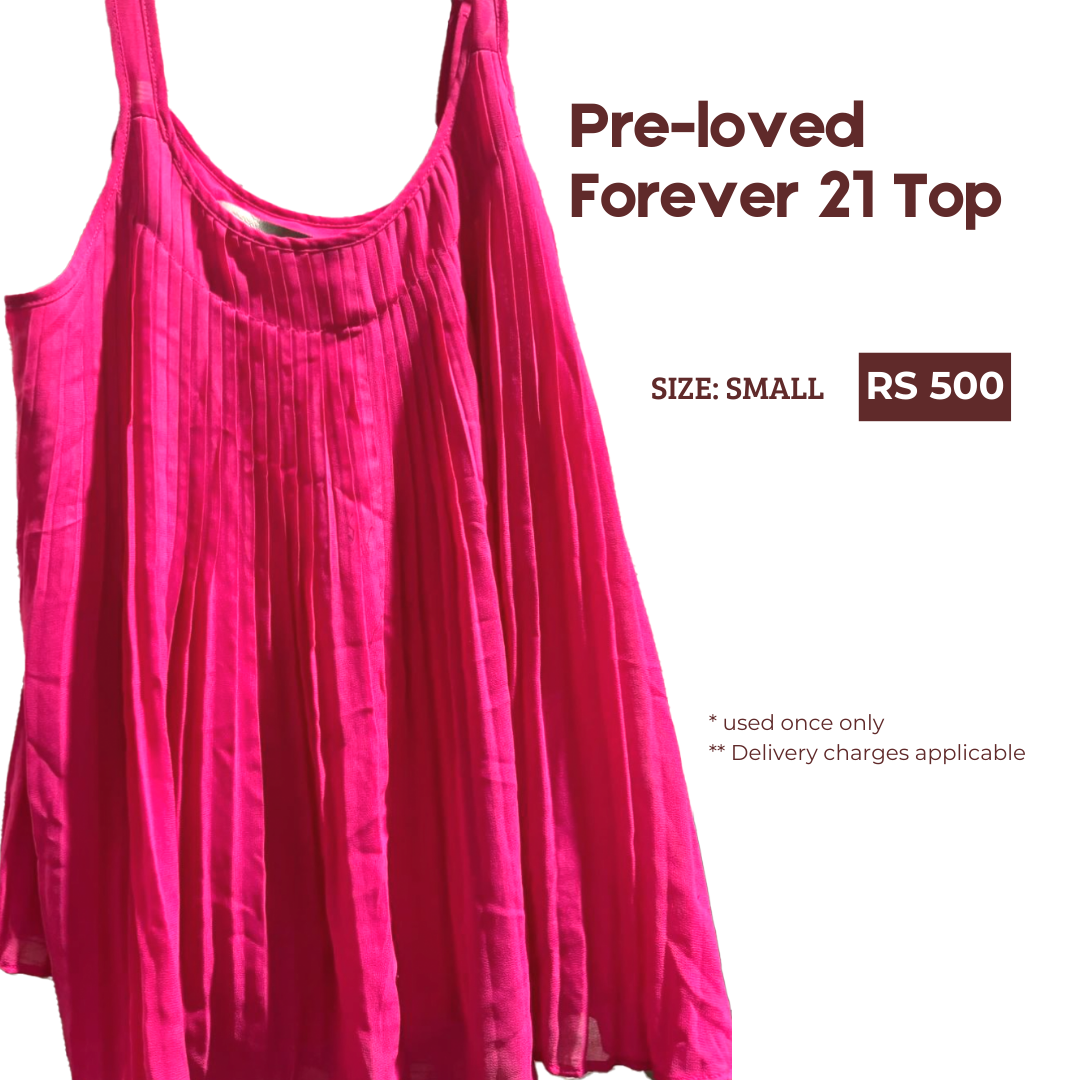 Pre-loved
Forever 21 Top
SIZE: SMALL
RS 500
* used once only
** Delivery charges applicable